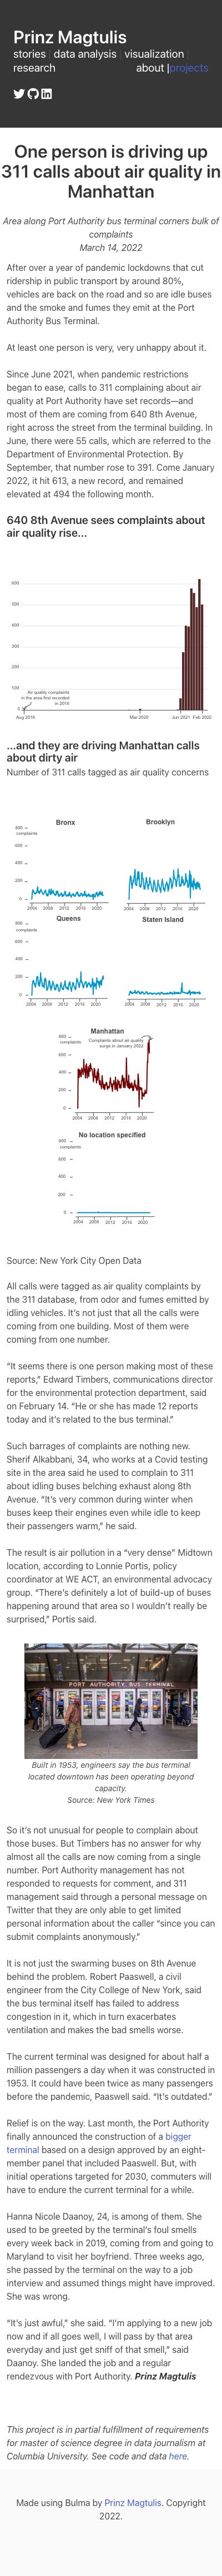 Prinz Magtulis
stories | data analysis | visualization |
research about |projects
One person is driving up
311 calls about air quality in
Manhattan
Area along Port Authority bus terminal corners bulk of
complaints
March 14, 2022
After over a year of pandemic lockdowns that cut
ridership in public transport by around 80%,
vehicles are back on the road and so are idle buses
and the smoke and fumes they emit at the Port
Authority Bus Terminal.
At least one person is very, very unhappy about it.
Since June 2021, when pandemic restrictions
began to ease, calls to 311 complaining about air
quality at Port Authority have set records—and
most of them are coming from 640 8th Avenue,
right across the street from the terminal building. In
June, there were 55 calls, which are referred to the
Department of Environmental Protection. By
September, that number rose to 391. Come January
2022, it hit 613, a new record, and remained
elevated at 494 the following month.
640 8th Avenue sees complaints about
air quality rise...
600
500
400
300
200
100
0
Air quality complaints
in the area first recorded
in 2016
Aug 2016 Mar 2020 Jun 2021 Feb 2022
...and they are driving Manhattan calls
about dirty air
Number of 311 calls tagged as air quality concerns
Bronx
800
complaints
600
400
200
0
2004 2008 2012 2016 2020
Brooklyn
2004 2008 2012 2016 2020
Queens
800
complaints
600
400
200
0
2004 2008 2012 2016 2020
Staten Island
2004 2008 2012 2016 2020
Manhattan
800
complaints
Complaints about air quality
surge in January 2022
600
400
200
0
2004 2008 2012 2016 2020
No location specified
800
complaints
600
400
200
0
2004 2008 2012 2016 2020
Source: New York City Open Data
All calls were tagged as air quality complaints by
the 311 database, from odor and fumes emitted by
idling vehicles. It's not just that all the calls were
coming from one building. Most of them were
coming from one number.
"It seems there is one person making most of these
reports," Edward Timbers, communications director
for the environmental protection department, said
on February 14. "He or she has made 12 reports
today and it's related to the bus terminal."
Such barrages of complaints are nothing new.
Sherif Alkabbani, 34, who works at a Covid testing
site in the area said he used to complain to 311
about idling buses belching exhaust along 8th
Avenue. "It's very common during winter when
buses keep their engines even while idle to keep
their passengers warm," he said.
The result is air pollution in a "very dense" Midtown
location, according to Lonnie Portis, policy
coordinator at WE ACT, an environmental advocacy
group. "There's definitely a lot of build-up of buses
happening around that area so I wouldn't really be
surprised," Portis said.
PORT AUTHORITY BUS TERMINAL
Built in 1953, engineers say the bus terminal
located downtown has been operating beyond
capacity.
Source: New York Times
So it's not unusual for people to complain about
those buses. But Timbers has no answer for why
almost all the calls are now coming from a single
number. Port Authority management has not
responded to requests for comment, and 311
management said through a personal message on
Twitter that they are only able to get limited
personal information about the caller "since you can
submit complaints anonymously."
It is not just the swarming buses on 8th Avenue
behind the problem. Robert Paaswell, a civil
engineer from the City College of New York, said
the bus terminal itself has failed to address
congestion in it, which in turn exacerbates
ventilation and makes the bad smells worse.
The current terminal was designed for about half a
million passengers a day when it was constructed in
1953. It could have been twice as many passengers
before the pandemic, Paaswell said. "It's outdated."
Relief is on the way. Last month, the Port Authority
finally announced the construction of a bigger
terminal based on a design approved by an eight-
member panel that included Paaswell. But, with
initial operations targeted for 2030, commuters will
have to endure the current terminal for a while.
Hanna Nicole Daanoy, 24, is among of them. She
used to be greeted by the terminal's foul smells
every week back in 2019, coming from and going to
Maryland to visit her boyfriend. Three weeks ago,
she passed by the terminal on the way to a job
interview and assumed things might have improved.
She was wrong.
"It's just awful," she said. "I'm applying to a new job
now and if all goes well, I will pass by that area
everyday and just get sniff of that smell," said
Daanoy. She landed the job and a regular
rendezvous with Port Authority. Prinz Magtulis
This project is in partial fulfillment of requirements
for master of science degree in data journalism at
Columbia University. See code and data here.
Made using Bulma by Prinz Magtulis. Copyright
2022.